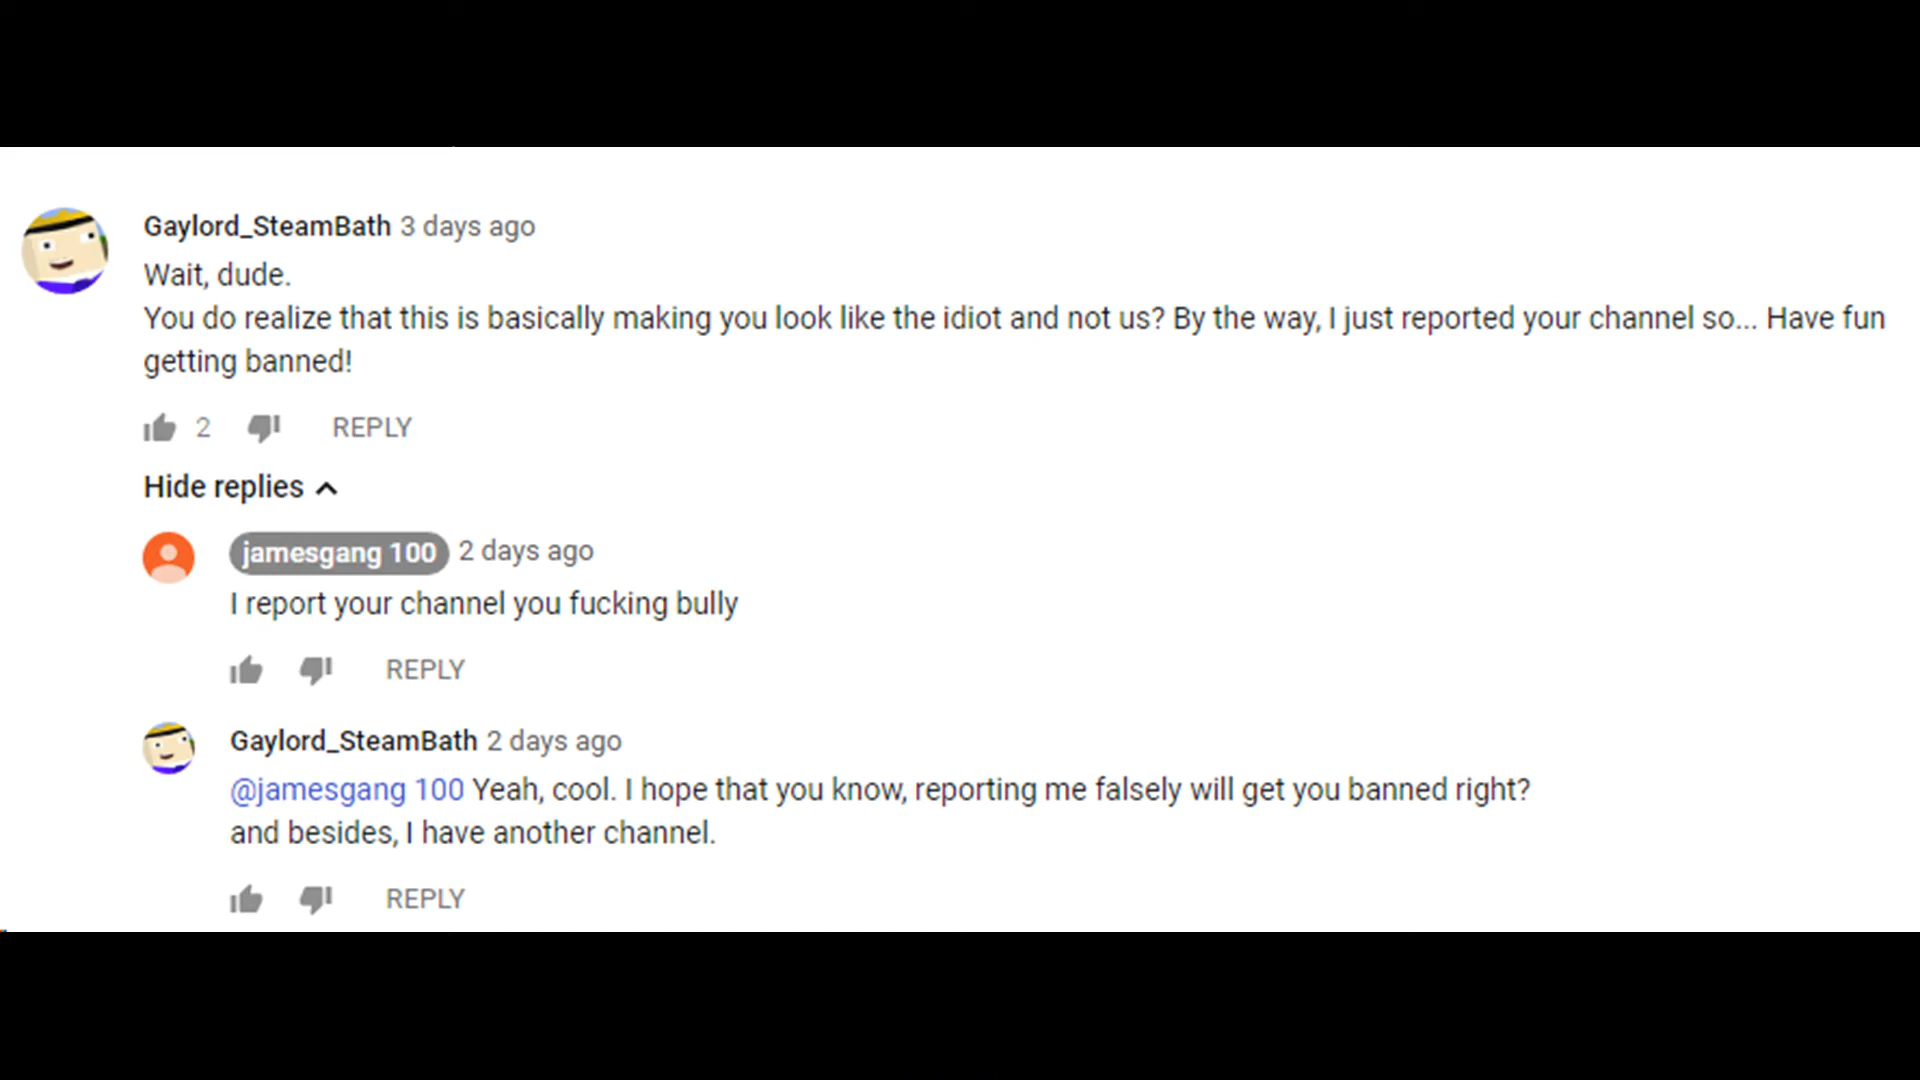 Gaylord_SteamBath 3 days ago
Wait, dude.
You do realize that this is basically making you look like the idiot and not us? By the way, I just reported your channel so... Have fun
getting banned!
2 REPLY
Hide replies
jamesgang 100 2 days ago
I report your channel you fucking bully
REPLY
Gaylord_SteamBath 2 days ago
@jamesgang 100 Yeah, cool. I hope that you know, reporting me falsely will get you banned right?
and besides, I have another channel.
REPLY